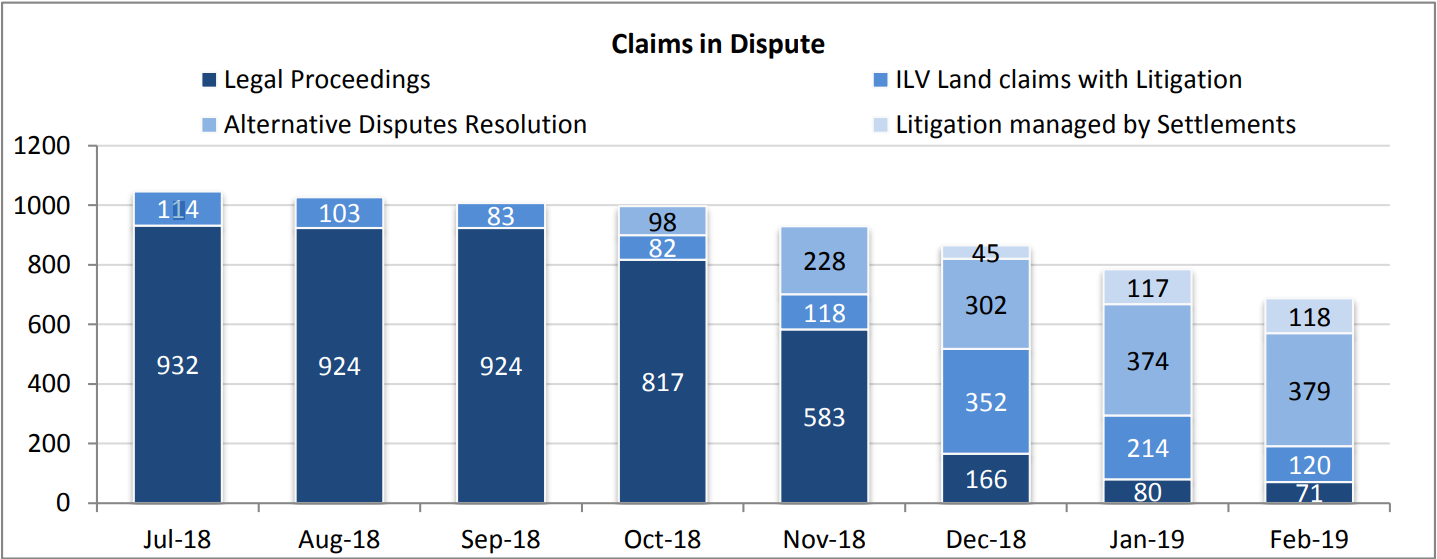 Claims in Dispute
Legal Proceedings
ILV Land claims with Litigation
Alternative Disputes Resolution
Litigation managed by Settlements
1200
1000
800
600
400
200
0
114
932
103
924
83
924
98
82
817
228
118
583
45
302
352
166
117
374
214
80
118
379
120
71
Jul-18
Aug-18
Sep-18
Oct-18
Nov-18
Dec-18
Jan-19
Feb-19